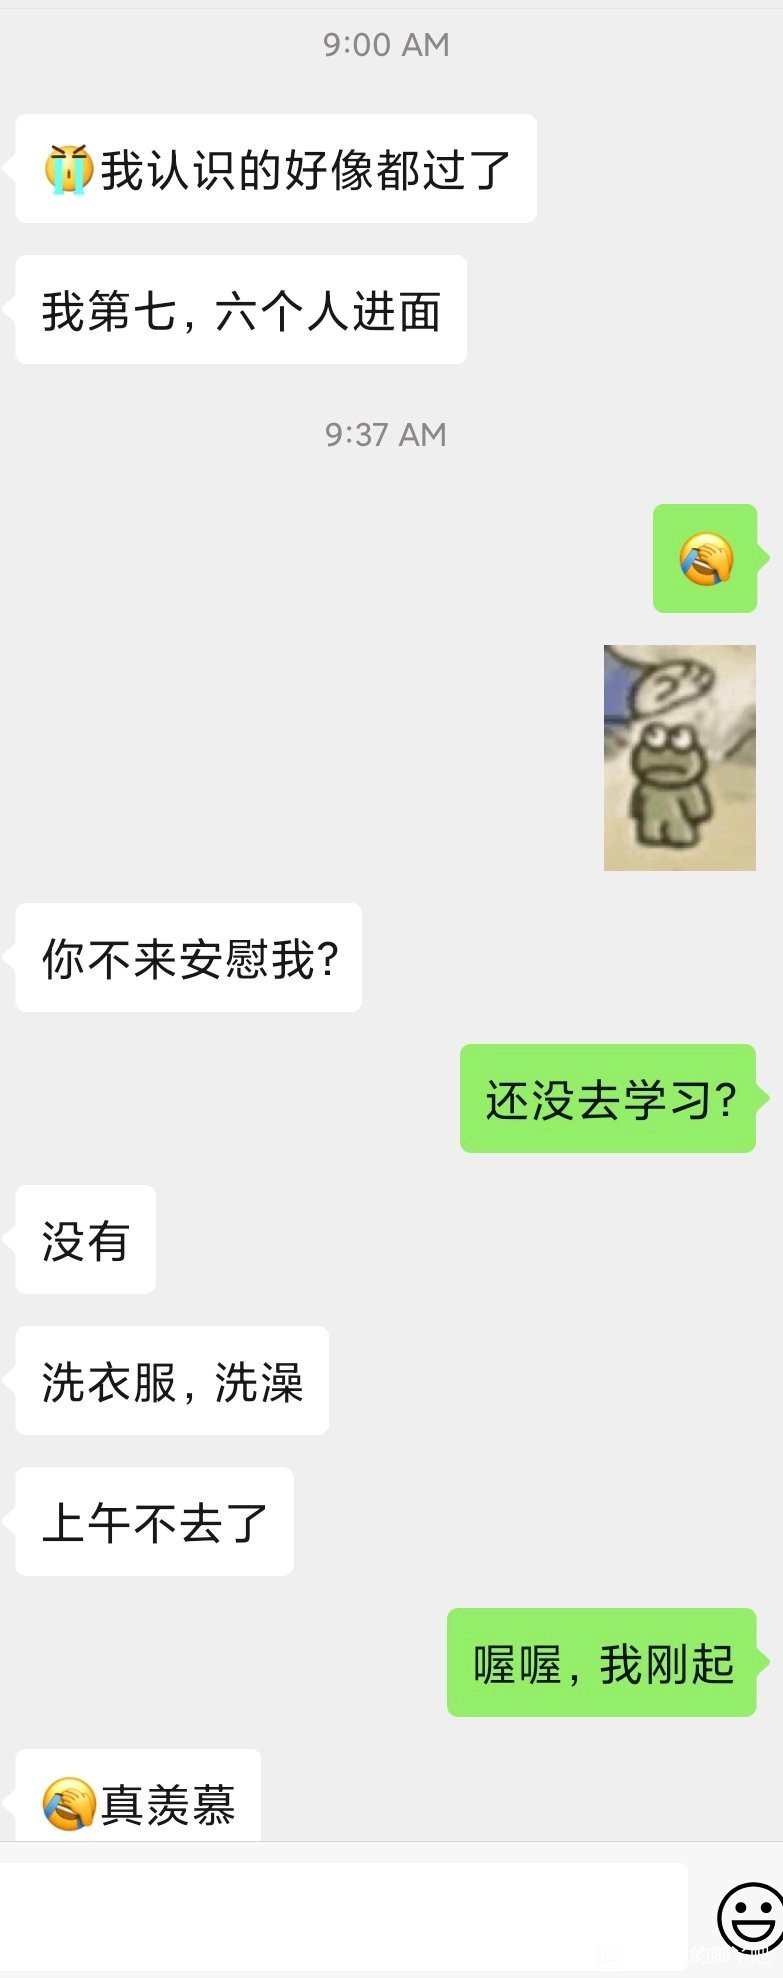 9:00 AM
😭我认识的好像都过了
我第七，六个人进面
9:37 AM
🤦
你不来安慰我?
还没去学习?
没有
洗衣服，洗澡
上午不去了
喔喔，我刚起
🤦真羡慕